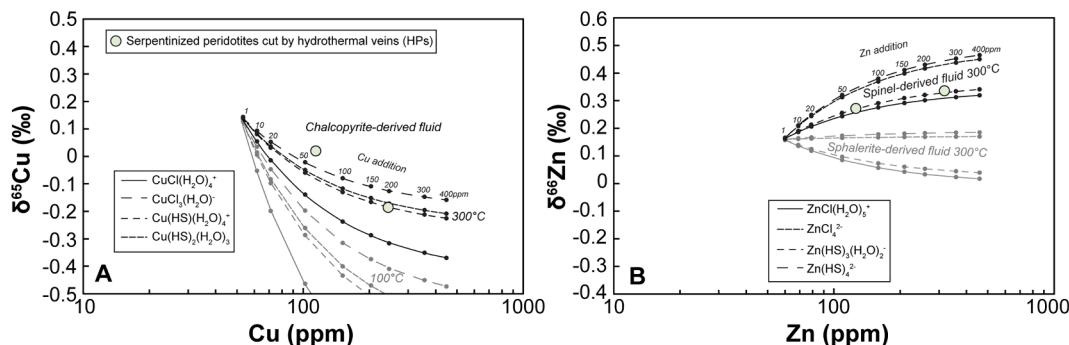 0.5
0.4
0.3
0.2
0.1
0
-0.1
-0.2
-0.3
-0.4
-0.5
δ⁶⁵Cu (‰)
Serpentinized peridotites cut by hydrothermal veins (HPs)
1
10
20
50
100
150
200
300
400ppm
Chalcopyrite-derived fluid
Cu addition
300°C
100°C
CuCl(H₂O)₄⁺
CuCl₃(H₂O)⁻
Cu(HS)(H₂O)₄⁺
Cu(HS)₂(H₂O)₃
A
10
100
1000
Cu (ppm)
0.6
0.5
0.4
0.3
0.2
0.1
0
-0.1
-0.2
-0.3
-0.4
δ⁶⁶Zn (‰)
Zn addition
1
10
20
50
100
150
200
300
400ppm
Spinel-derived fluid 300°C
Sphalerite-derived fluid 300°C
ZnCl(H₂O)₅⁺
ZnCl₄²⁻
Zn(HS)₃(H₂O)₂⁻
Zn(HS)₄²⁻
B
10
100
1000
Zn (ppm)